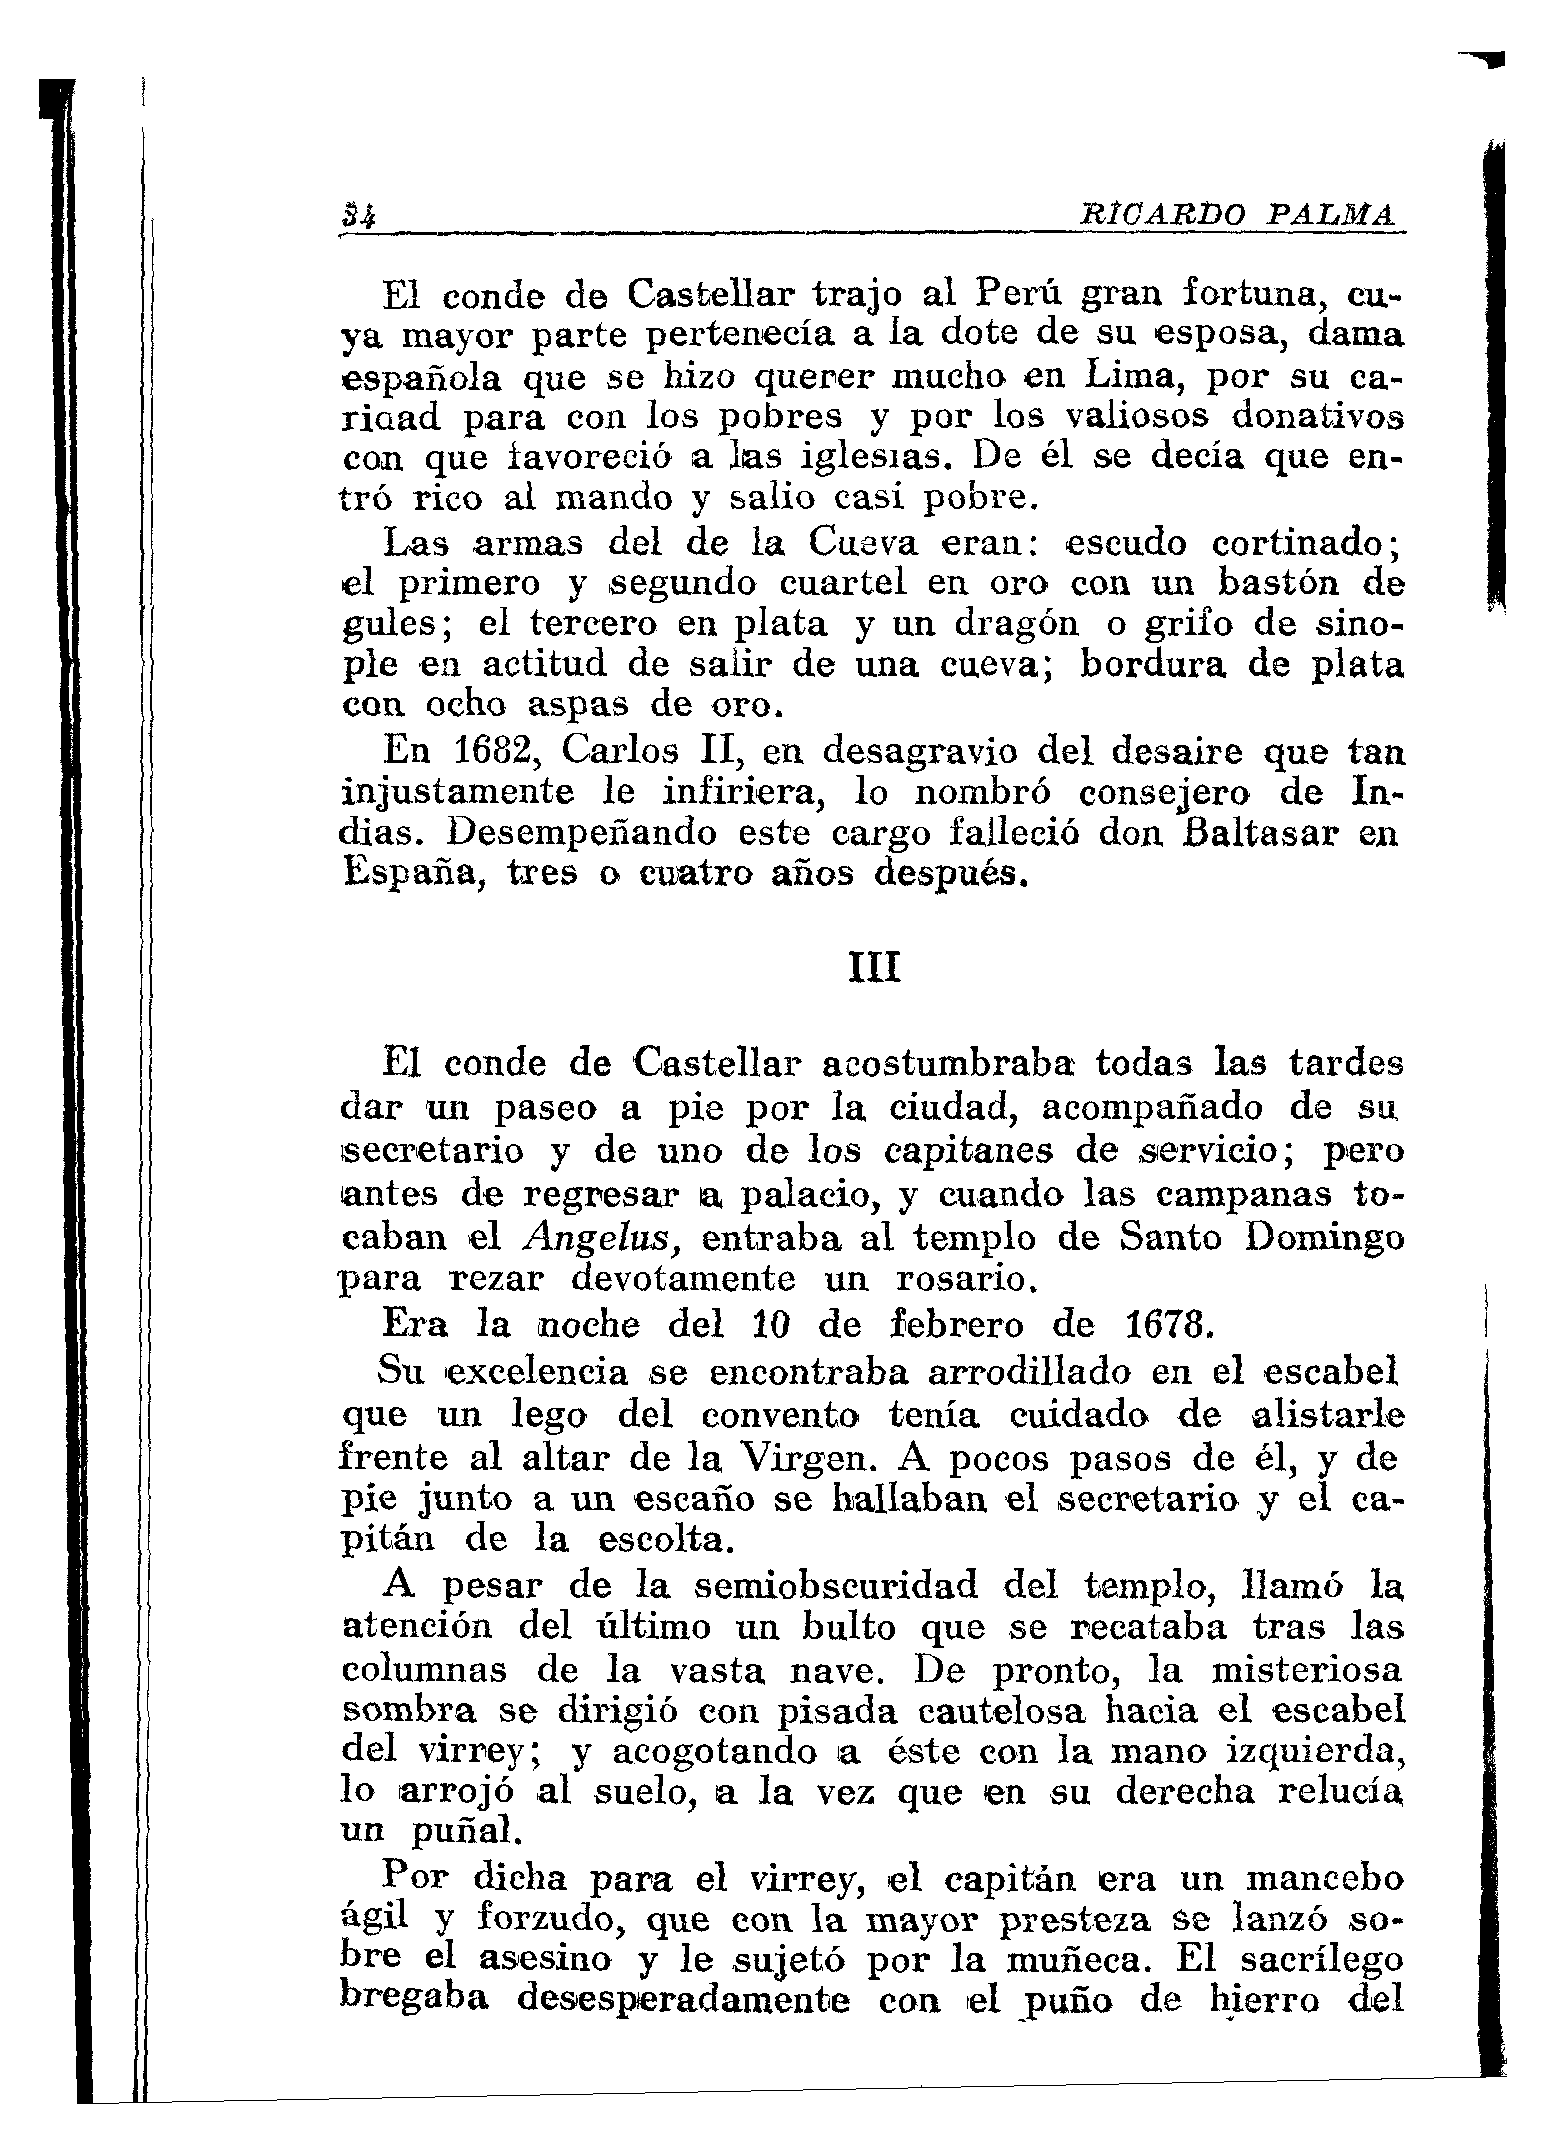 34 RICARDO PALMA
El conde de Castellar trajo al Perú gran fortuna, cu-
ya mayor parte pertenecía a la dote de su esposa, dama
española que se hizo querer mucho en Lima, por su ca-
ridad para con los pobres y por los valiosos donativos
con que favoreció a las iglesias. De él se decía que en-
tró rico al mando y salio casi pobre.
Las armas del de la Cueva eran: escudo cortinado;
el primero y segundo cuartel en oro con un bastón de
gules; el tercero en plata y un dragón o grifo de sino-
ple en actitud de salir de una cueva; bordura de plata
con ocho aspas de oro.
En 1682, Carlos II, en desagravio del desaire que tan
injustamente le infiriera, lo nombró consejero de In-
dias. Desempeñando este cargo falleció don Baltasar en
España, tres o cuatro años después.
III
El conde de Castellar acostumbraba todas las tardes
dar un paseo a pie por la ciudad, acompañado de su
secretario y de uno de los capitanes de servicio; pero
antes de regresar a palacio, y cuando las campanas to-
caban el Angelus, entraba al templo de Santo Domingo
para rezar devotamente un rosario.
Era la noche del 10 de febrero de 1678.
Su excelencia se encontraba arrodillado en el escabel
que un lego del convento tenía cuidado de alistarle
frente al altar de la Virgen. A pocos pasos de él, y de
pie junto a un escaño se hallaban el secretario y el ca-
pitán de la escolta.
A pesar de la semiobscuridad del templo, llamó la
atención del último un bulto que se recataba tras las
columnas de la vasta nave. De pronto, la misteriosa
sombra se dirigió con pisada cautelosa hacia el escabel
del virrey; y acogotando a éste con la mano izquierda,
lo arrojó al suelo, a la vez que en su derecha relucía
un puñal.
Por dicha para el virrey, el capitán era un mancebo
ágil y forzudo, que con la mayor presteza se lanzó so-
bre el asesino y le sujetó por la muñeca. El sacrílego
bregaba desesperadamente con el puño de hierro del